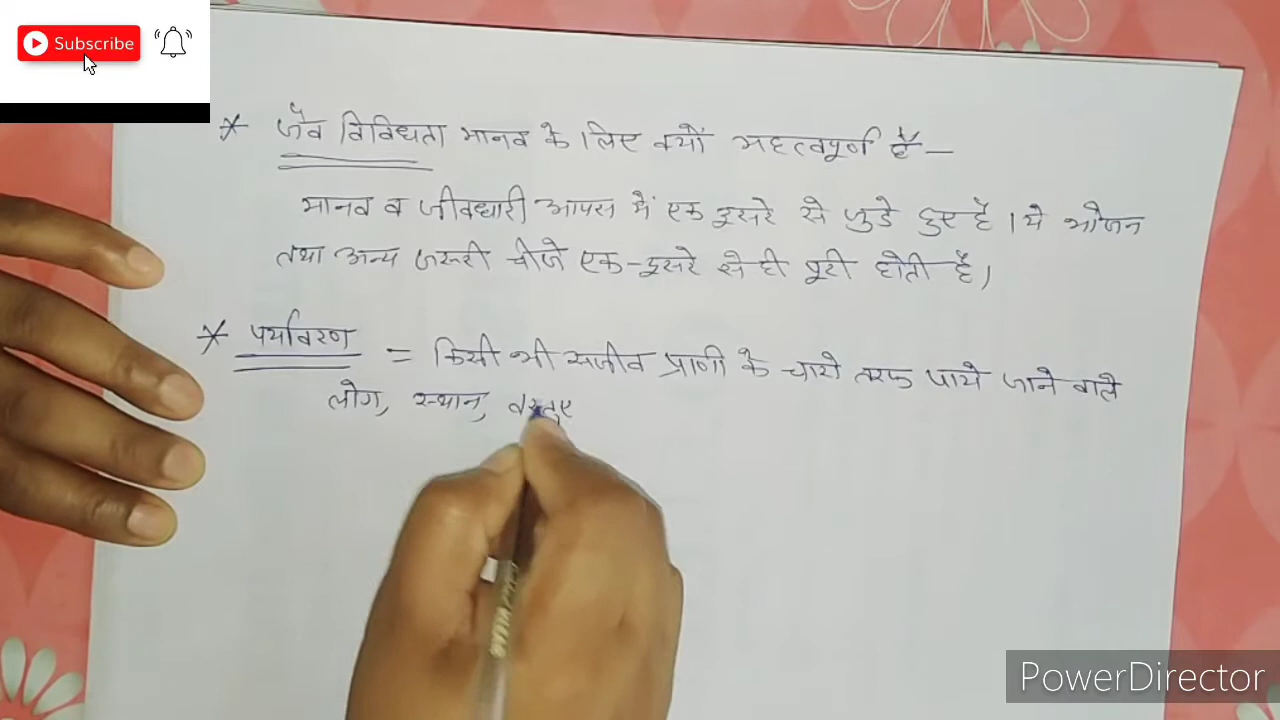 Subscribe
* जैव विविधता मानव के लिए क्यों महत्वपूर्ण है —
मानव व जीवधारी आपस में एक दूसरे से जुडे हुए है । ये भोजन
तथा अन्य जरूरी चीजे एक-दूसरे से ही पूरी होती है।
* पर्यावरण = किसी भी सजीव प्राणी के चारो तरफ पाये जाने वाले
लोग, स्थान, वस्तुए
PowerDirector